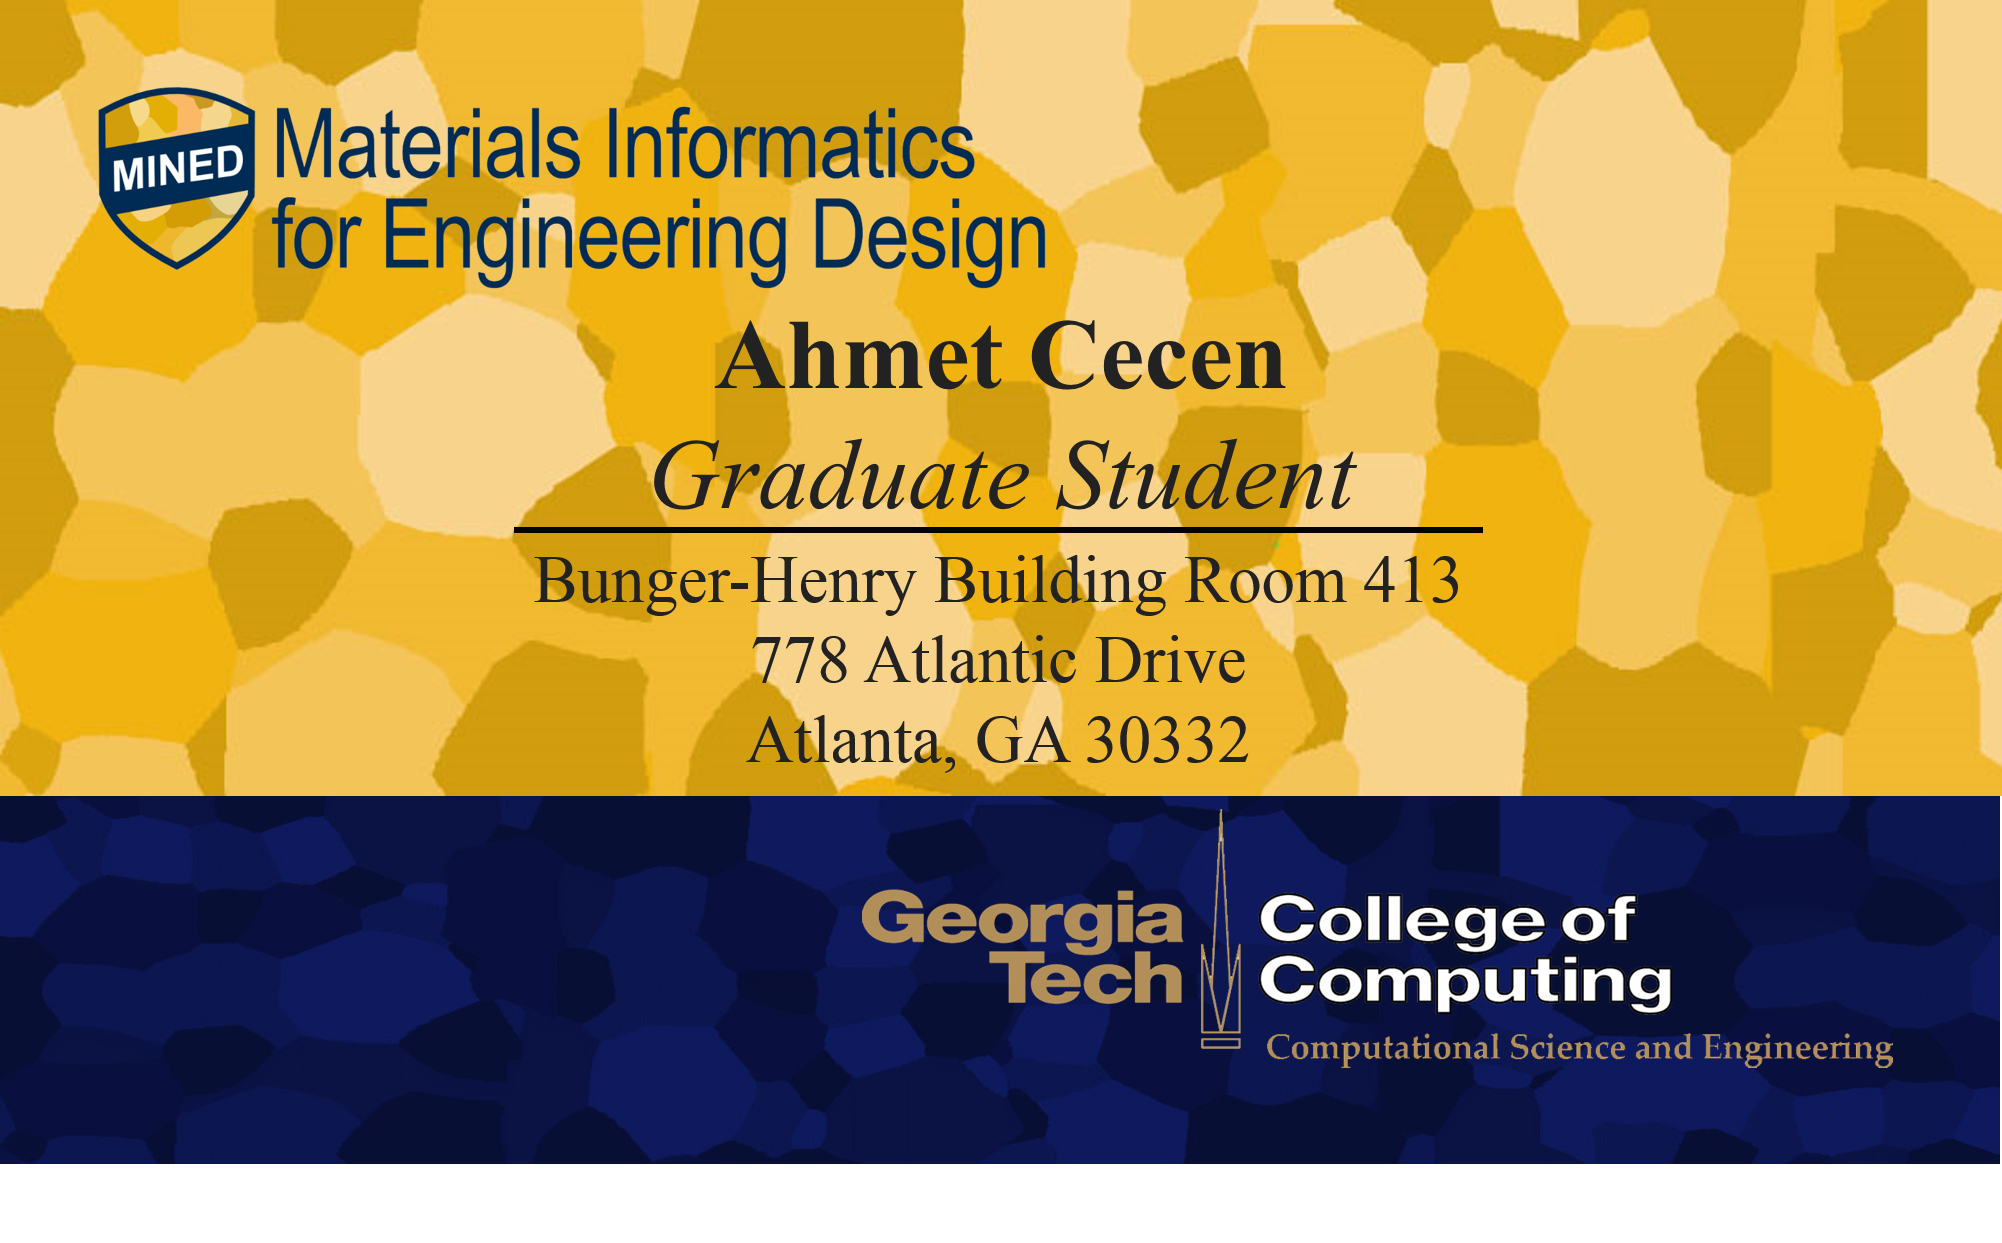 MINED
Materials Informatics
for Engineering Design
Ahmet Cecen
Graduate Student
Bunger-Henry Building Room 413
778 Atlantic Drive
Atlanta, GA 30332
Georgia
Tech
College of
Computing
Computational Science and Engineering